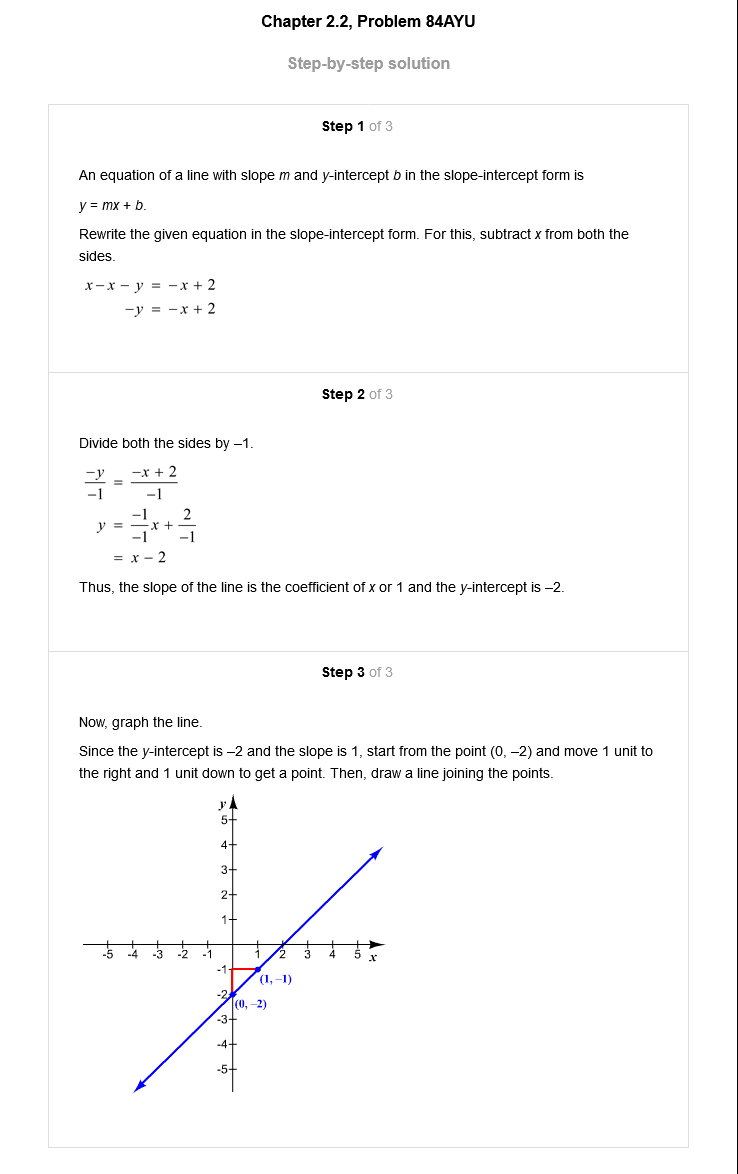 Chapter 2.2, Problem 84AYU
Step-by-step solution
Step 1 of 3
An equation of a line with slope m and y-intercept b in the slope-intercept form is
y = mx + b.
Rewrite the given equation in the slope-intercept form. For this, subtract x from both the
sides.
x − x − y = −x + 2
−y = −x + 2
Step 2 of 3
Divide both the sides by –1.
−y/−1 = −x + 2/−1
y = −1/−1 x + 2/−1
= x − 2
Thus, the slope of the line is the coefficient of x or 1 and the y-intercept is –2.
Step 3 of 3
Now, graph the line.
Since the y-intercept is –2 and the slope is 1, start from the point (0, –2) and move 1 unit to
the right and 1 unit down to get a point. Then, draw a line joining the points.
y
5
4
3
2
1
-5 -4 -3 -2 -1 1 2 3 4 5 x
-1
(1, −1)
-2
(0, −2)
-3
-4
-5